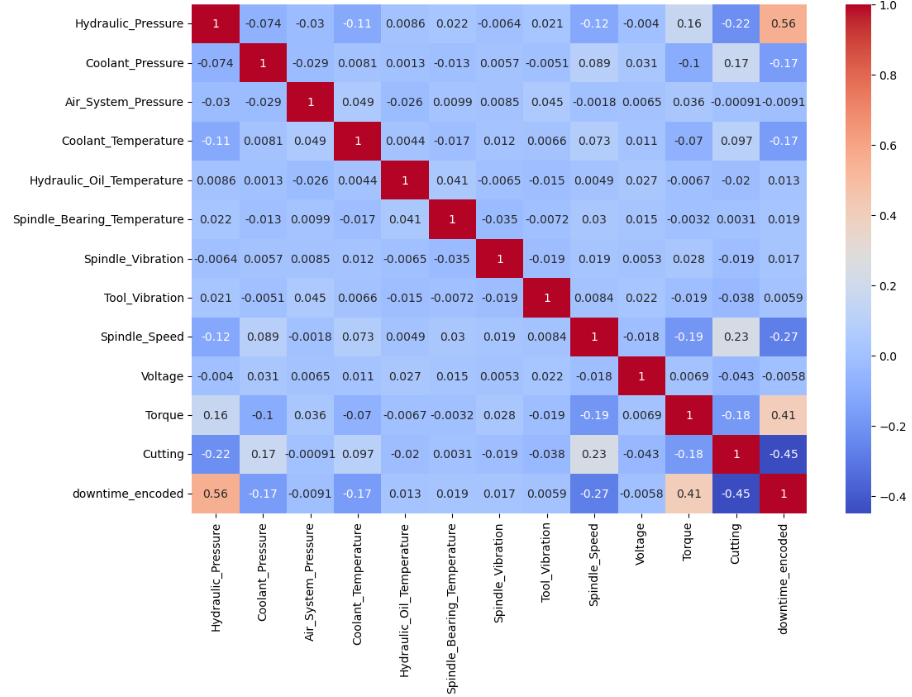 Hydraulic_Pressure 1 -0.074 -0.03 -0.11 0.0086 0.022 -0.0064 0.021 -0.12 -0.004 0.16 -0.22 0.56
Coolant_Pressure -0.074 1 -0.029 0.0081 0.0013 -0.013 0.0057 -0.0051 0.089 0.031 -0.1 0.17 -0.17
Air_System_Pressure -0.03 -0.029 1 0.049 -0.026 0.0099 0.0085 0.045 -0.0018 0.0065 0.036 -0.00091 -0.0091
Coolant_Temperature -0.11 0.0081 0.049 1 0.0044 -0.017 0.012 0.0066 0.073 0.011 -0.07 0.097 -0.17
Hydraulic_Oil_Temperature 0.0086 0.0013 -0.026 0.0044 1 0.041 -0.0065 -0.015 0.0049 0.027 -0.0067 -0.02 0.013
Spindle_Bearing_Temperature 0.022 -0.013 0.0099 -0.017 0.041 1 -0.035 -0.0072 0.03 0.015 -0.0032 0.0031 0.019
Spindle_Vibration -0.0064 0.0057 0.0085 0.012 -0.0065 -0.035 1 -0.019 0.019 0.0053 0.028 -0.019 0.017
Tool_Vibration 0.021 -0.0051 0.045 0.0066 -0.015 -0.0072 -0.019 1 0.0084 0.022 -0.019 -0.038 0.0059
Spindle_Speed -0.12 0.089 -0.0018 0.073 0.0049 0.03 0.019 0.0084 1 -0.018 -0.19 0.23 -0.27
Voltage -0.004 0.031 0.0065 0.011 0.027 0.015 0.0053 0.022 -0.018 1 0.0069 -0.043 -0.0058
Torque 0.16 -0.1 0.036 -0.07 -0.0067 -0.0032 0.028 -0.019 -0.19 0.0069 1 -0.18 0.41
Cutting -0.22 0.17 -0.00091 0.097 -0.02 0.0031 -0.019 -0.038 0.23 -0.043 -0.18 1 -0.45
downtime_encoded 0.56 -0.17 -0.0091 -0.17 0.013 0.019 0.017 0.0059 -0.27 -0.0058 0.41 -0.45 1
Hydraulic_Pressure
Coolant_Pressure
Air_System_Pressure
Coolant_Temperature
Hydraulic_Oil_Temperature
Spindle_Bearing_Temperature
Spindle_Vibration
Tool_Vibration
Spindle_Speed
Voltage
Torque
Cutting
downtime_encoded
1.0
0.8
0.6
0.4
0.2
0.0
−0.2
−0.4